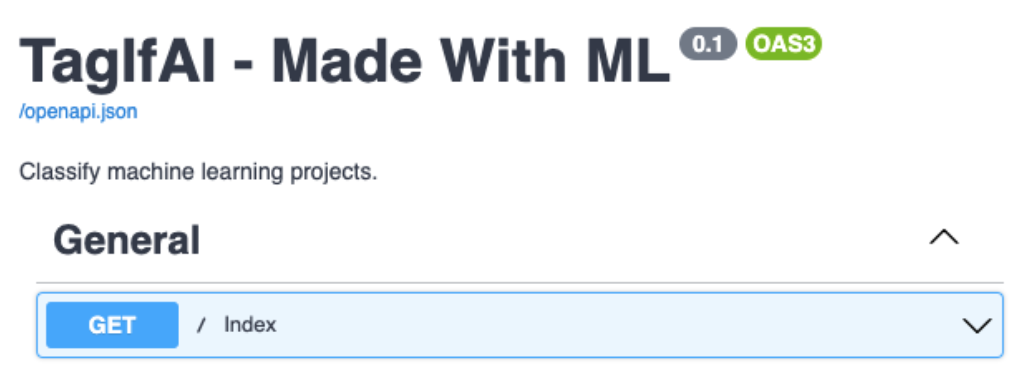 TagIfAI - Made With ML 0.1 OAS3
/openapi.json
Classify machine learning projects.
General
GET / Index